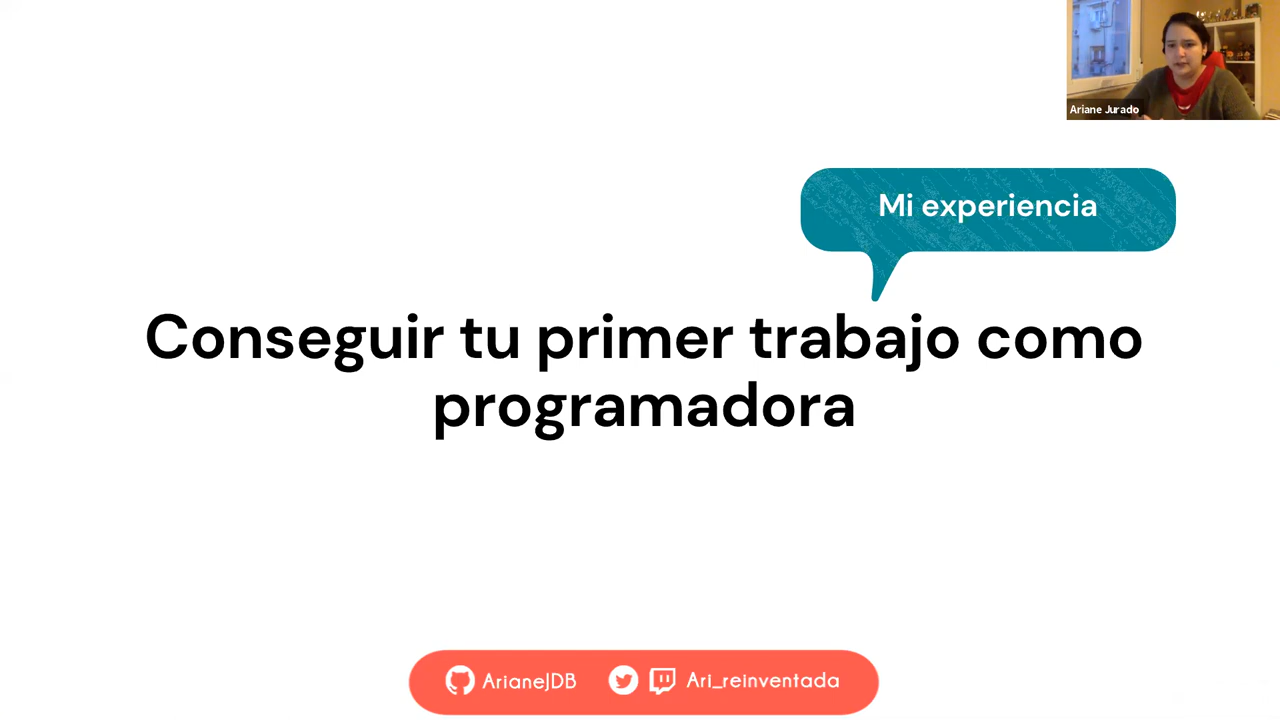 Ariane Jurado
Mi experiencia
Conseguir tu primer trabajo como
programadora
ArianeJDB
Ari_reinventada